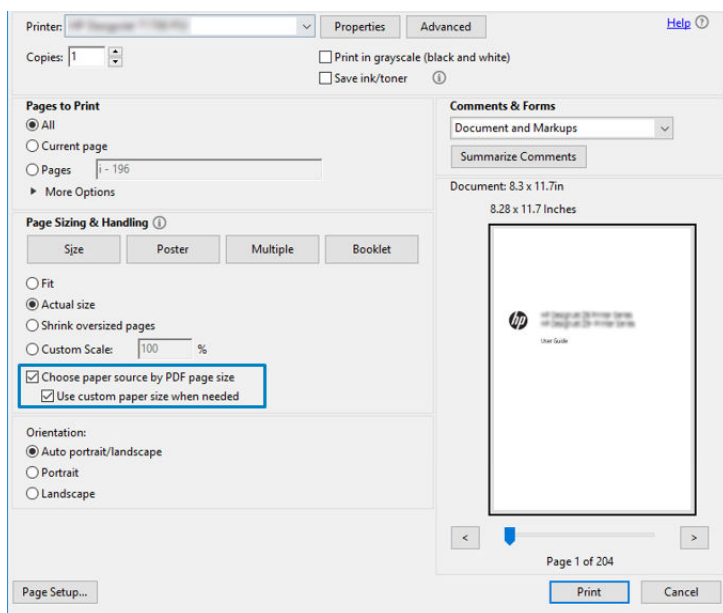 Printer:
Properties
Advanced
Help
Copies: 1
Print in grayscale (black and white)
Save ink/toner
Pages to Print
All
Current page
Pages i - 196
More Options
Comments & Forms
Document and Markups
Summarize Comments
Page Sizing & Handling
Size Poster Multiple Booklet
Fit
Actual size
Shrink oversized pages
Custom Scale: 100 %
Choose paper source by PDF page size
Use custom paper size when needed
Orientation:
Auto portrait/landscape
Portrait
Landscape
Document: 8.3 x 11.7in
8.28 x 11.7 Inches
hp
User Guide
< >
Page 1 of 204
Page Setup...
Print
Cancel